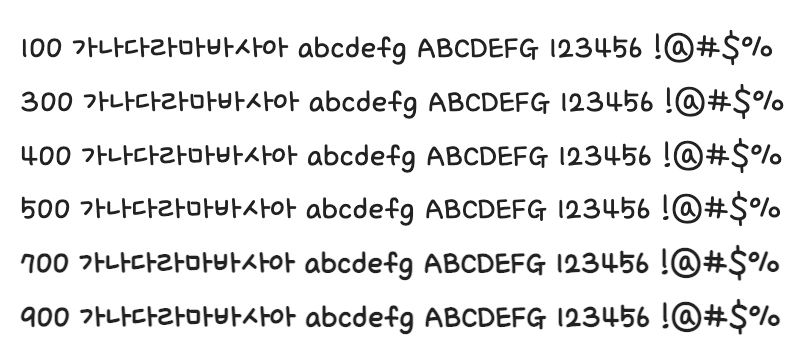 100 가나다라마바사아 abcdefg ABCDEFG 123456 !@#$%
300 가나다라마바사아 abcdefg ABCDEFG 123456 !@#$%
400 가나다라마바사아 abcdefg ABCDEFG 123456 !@#$%
500 가나다라마바사아 abcdefg ABCDEFG 123456 !@#$%
700 가나다라마바사아 abcdefg ABCDEFG 123456 !@#$%
900 가나다라마바사아 abcdefg ABCDEFG 123456 !@#$%